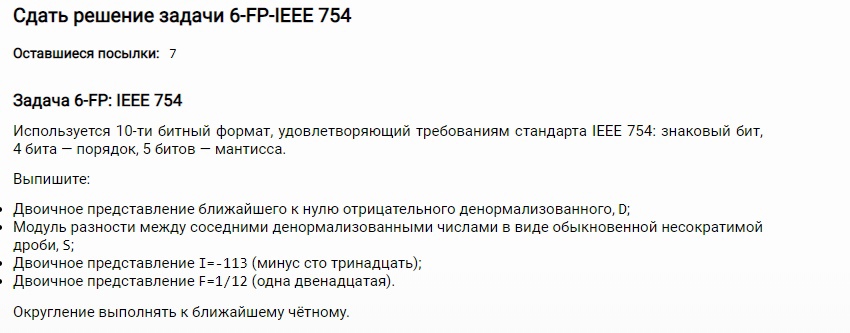 Сдать решение задачи 6-FP-IEEE 754
Оставшиеся посылки: 7
Задача 6-FP: IEEE 754
Используется 10-ти битный формат, удовлетворяющий требованиям стандарта IEEE 754: знаковый бит,
4 бита — порядок, 5 битов — мантисса.
Выпишите:
Двоичное представление ближайшего к нулю отрицательного денормализованного, D;
Модуль разности между соседними денормализованными числами в виде обыкновенной несократимой
дроби, S;
Двоичное представление I=-113 (минус сто тринадцать);
Двоичное представление F=1/12 (одна двенадцатая).
Округление выполнять к ближайшему чётному.